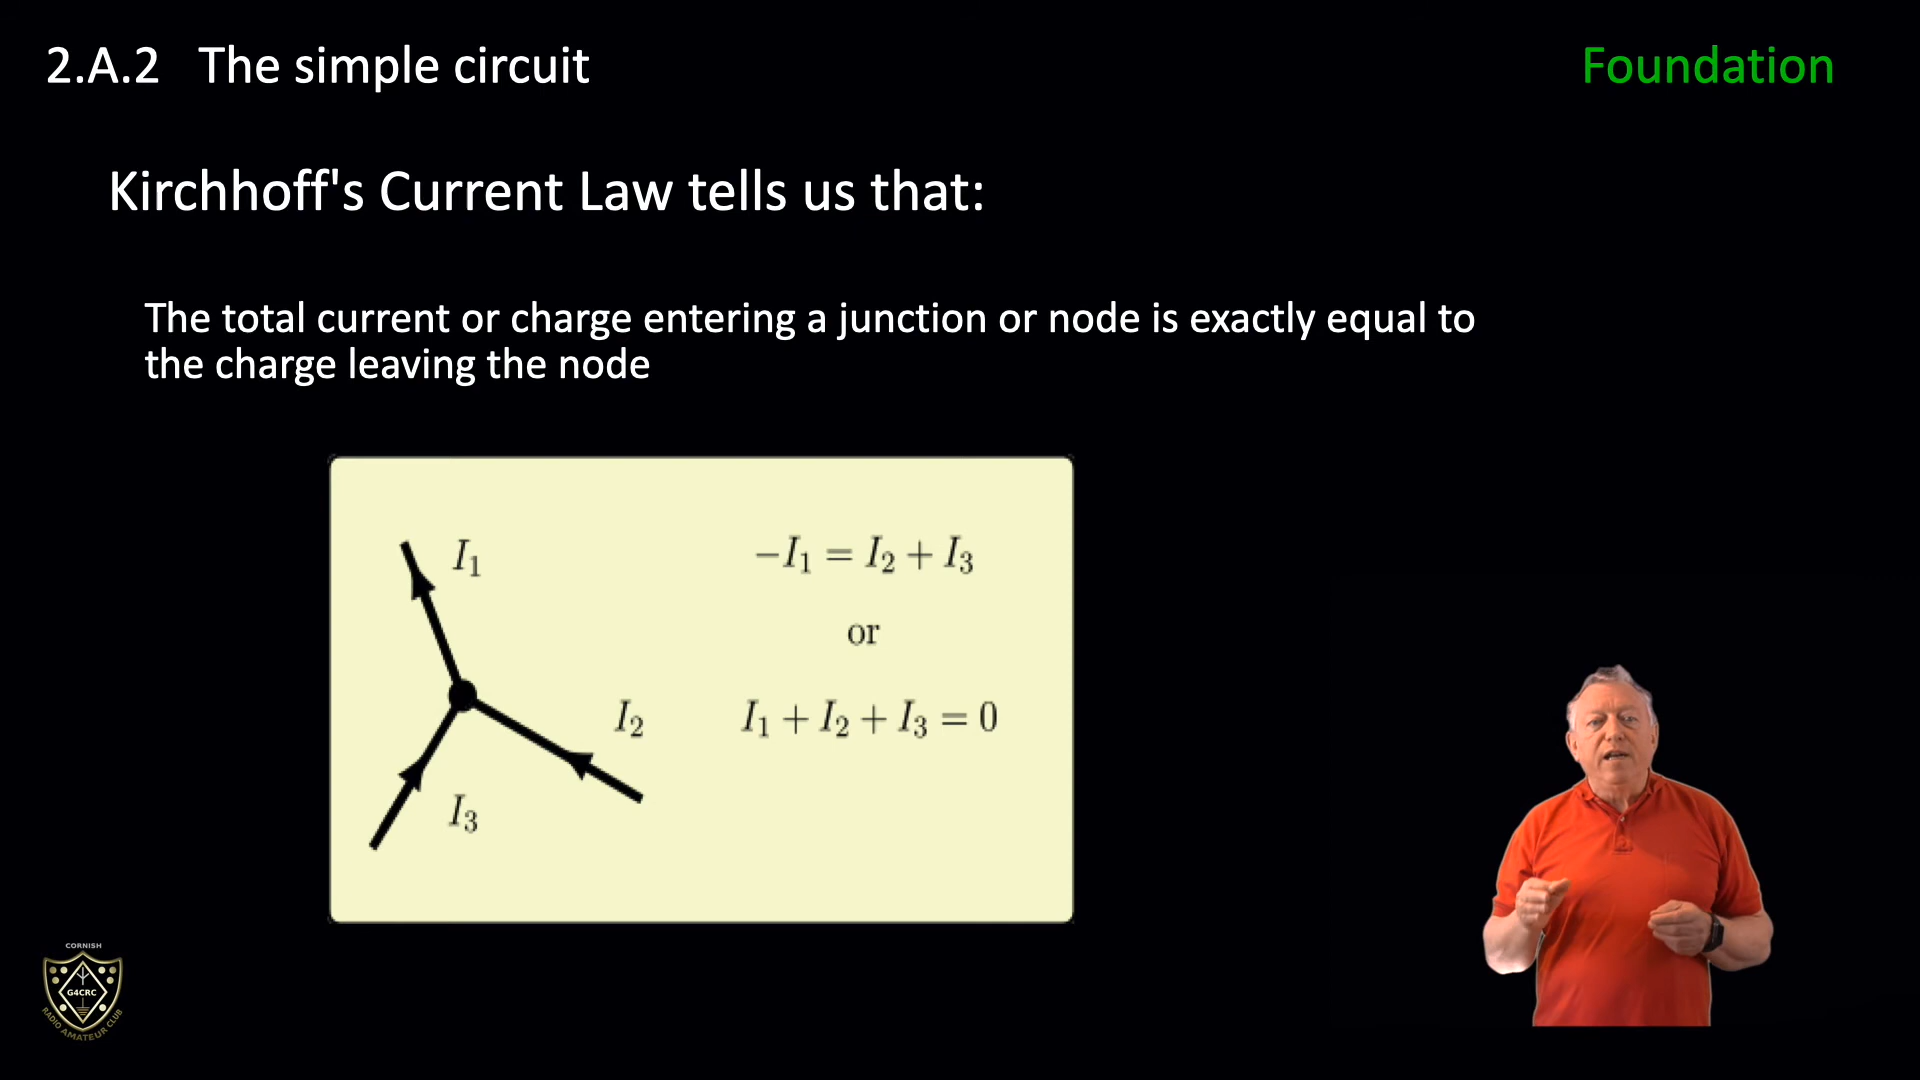 2.A.2 The simple circuit
Foundation
Kirchhoff's Current Law tells us that:
The total current or charge entering a junction or node is exactly equal to
the charge leaving the node
I₁
−I₁ = I₂ + I₃
or
I₂
I₁ + I₂ + I₃ = 0
I₃
CORNISH
G4CRC
RADIO AMATEUR CLUB